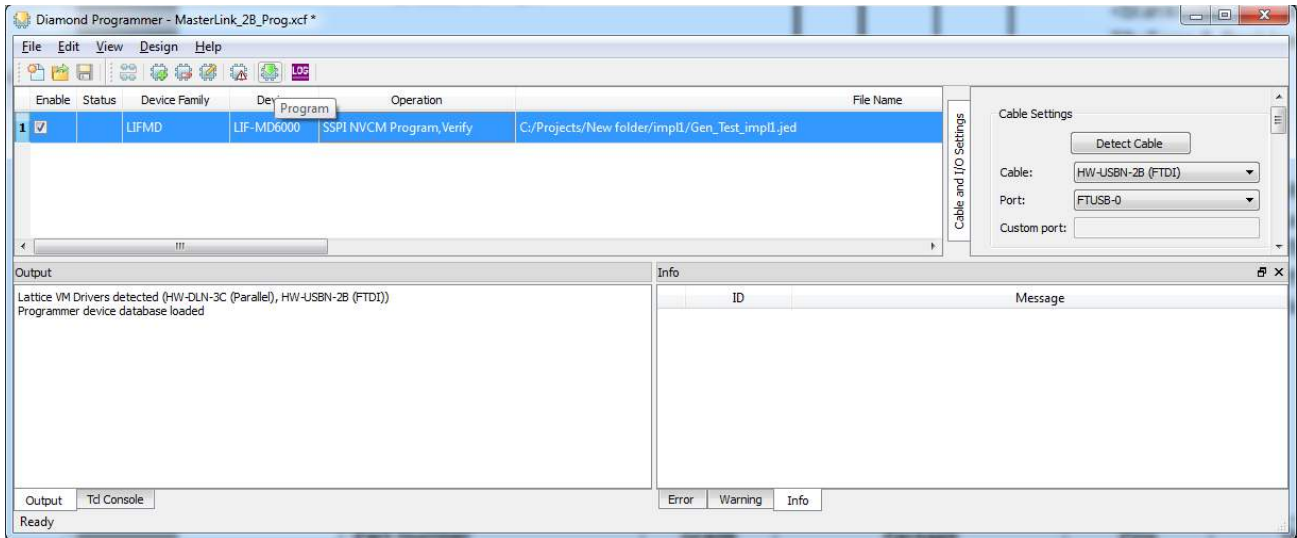 Diamond Programmer - MasterLink_2B_Prog.xcf *
File Edit View Design Help
LOG
Enable Status Device Family Dev Operation File Name
Program
1 LIFMD LIF-MD6000 SSPI NVCM Program,Verify C:/Projects/New folder/impl1/Gen_Test_impl1.jed
Cable and I/O Settings
Cable Settings
Detect Cable
Cable: HW-USBN-2B (FTDI)
Port: FTUSB-0
Custom port:
Output
Lattice VM Drivers detected (HW-DLN-3C (Parallel), HW-USBN-2B (FTDI))
Programmer device database loaded
Output Tcl Console
Info
ID Message
Error Warning Info
Ready